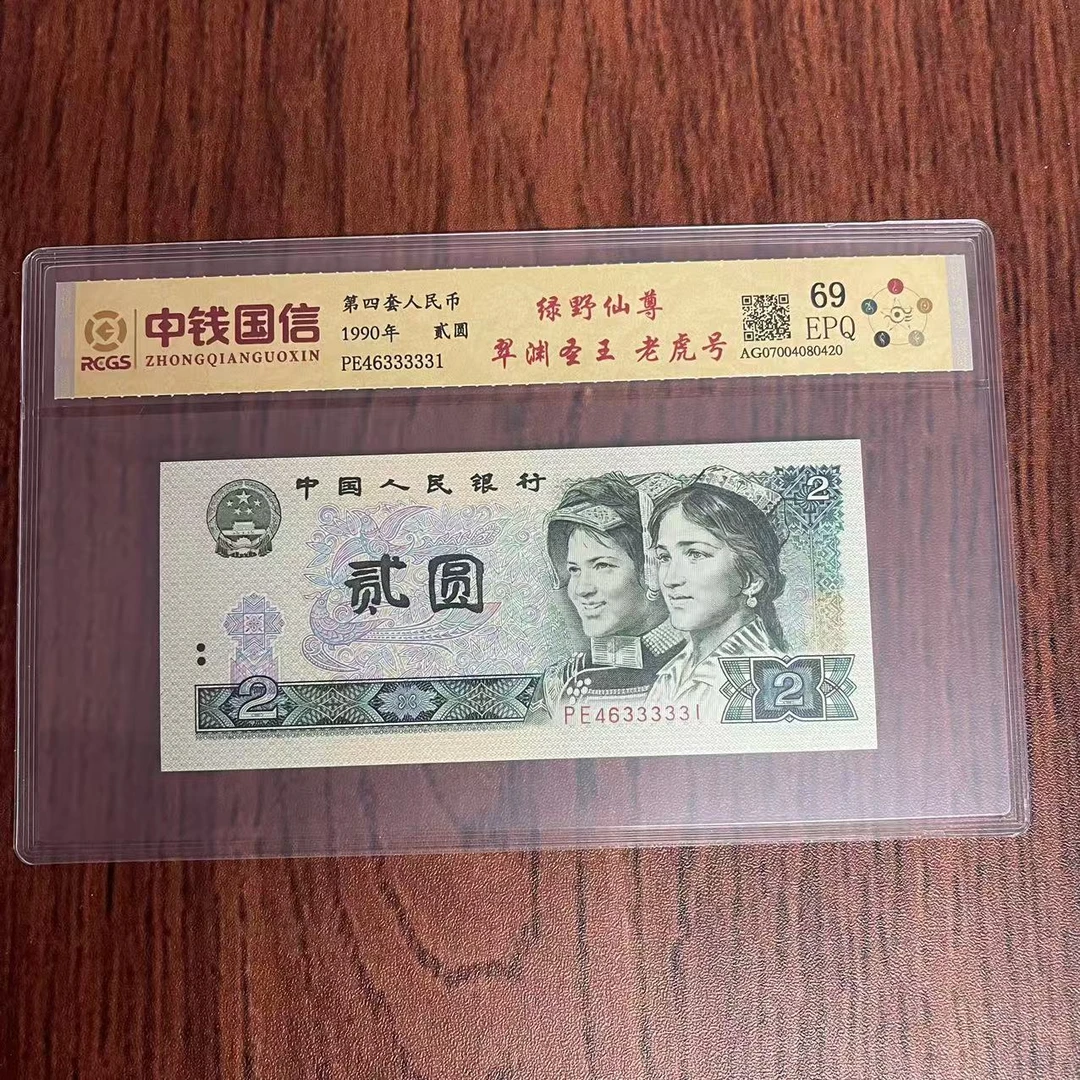 RCGS
中钱国信
ZHONGQIANGUOXIN
第四套人民币
1990年 贰圆
PE46333331
绿野仙尊
翠渊圣王 老虎号
69
EPQ
AG07004080420
中国人民银行
贰圆
2
2
PE46333331
2